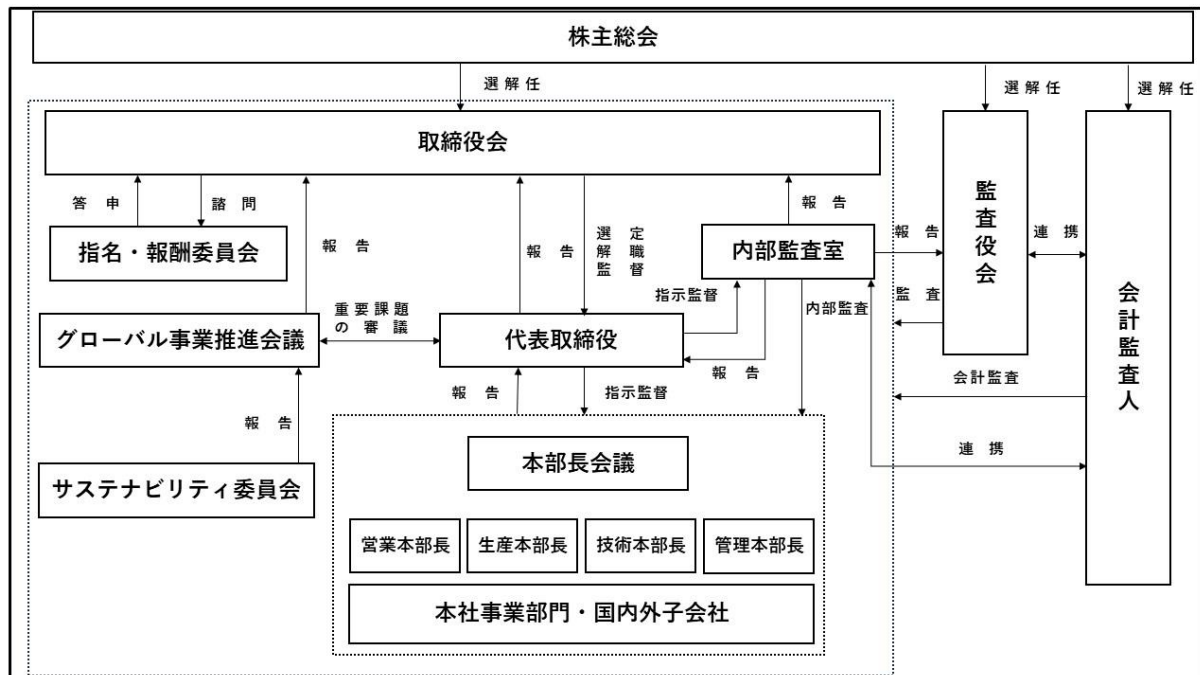 株主総会
選解任
選解任
選解任
取締役会
監査役会
会計監査人
答申
諮問
報告
報告
選定
解職
監督
報告
指名・報酬委員会
内部監査室
報告
連携
監査
重要課題
の審議
指示監督
内部監査
グローバル事業推進会議
代表取締役
報告
会計監査
報告
指示監督
報告
連携
本部長会議
サステナビリティ委員会
営業本部長
生産本部長
技術本部長
管理本部長
本社事業部門・国内外子会社